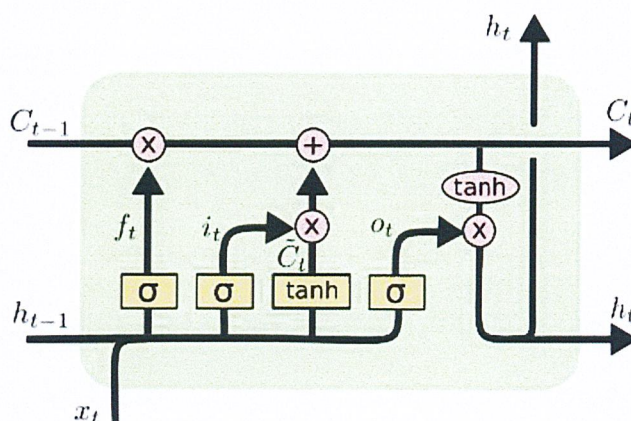 h_t
C_{t-1} × + C_t
tanh
f_t i_t × o_t ×
C̃_t
σ σ tanh σ
h_{t-1} h_t
x_t